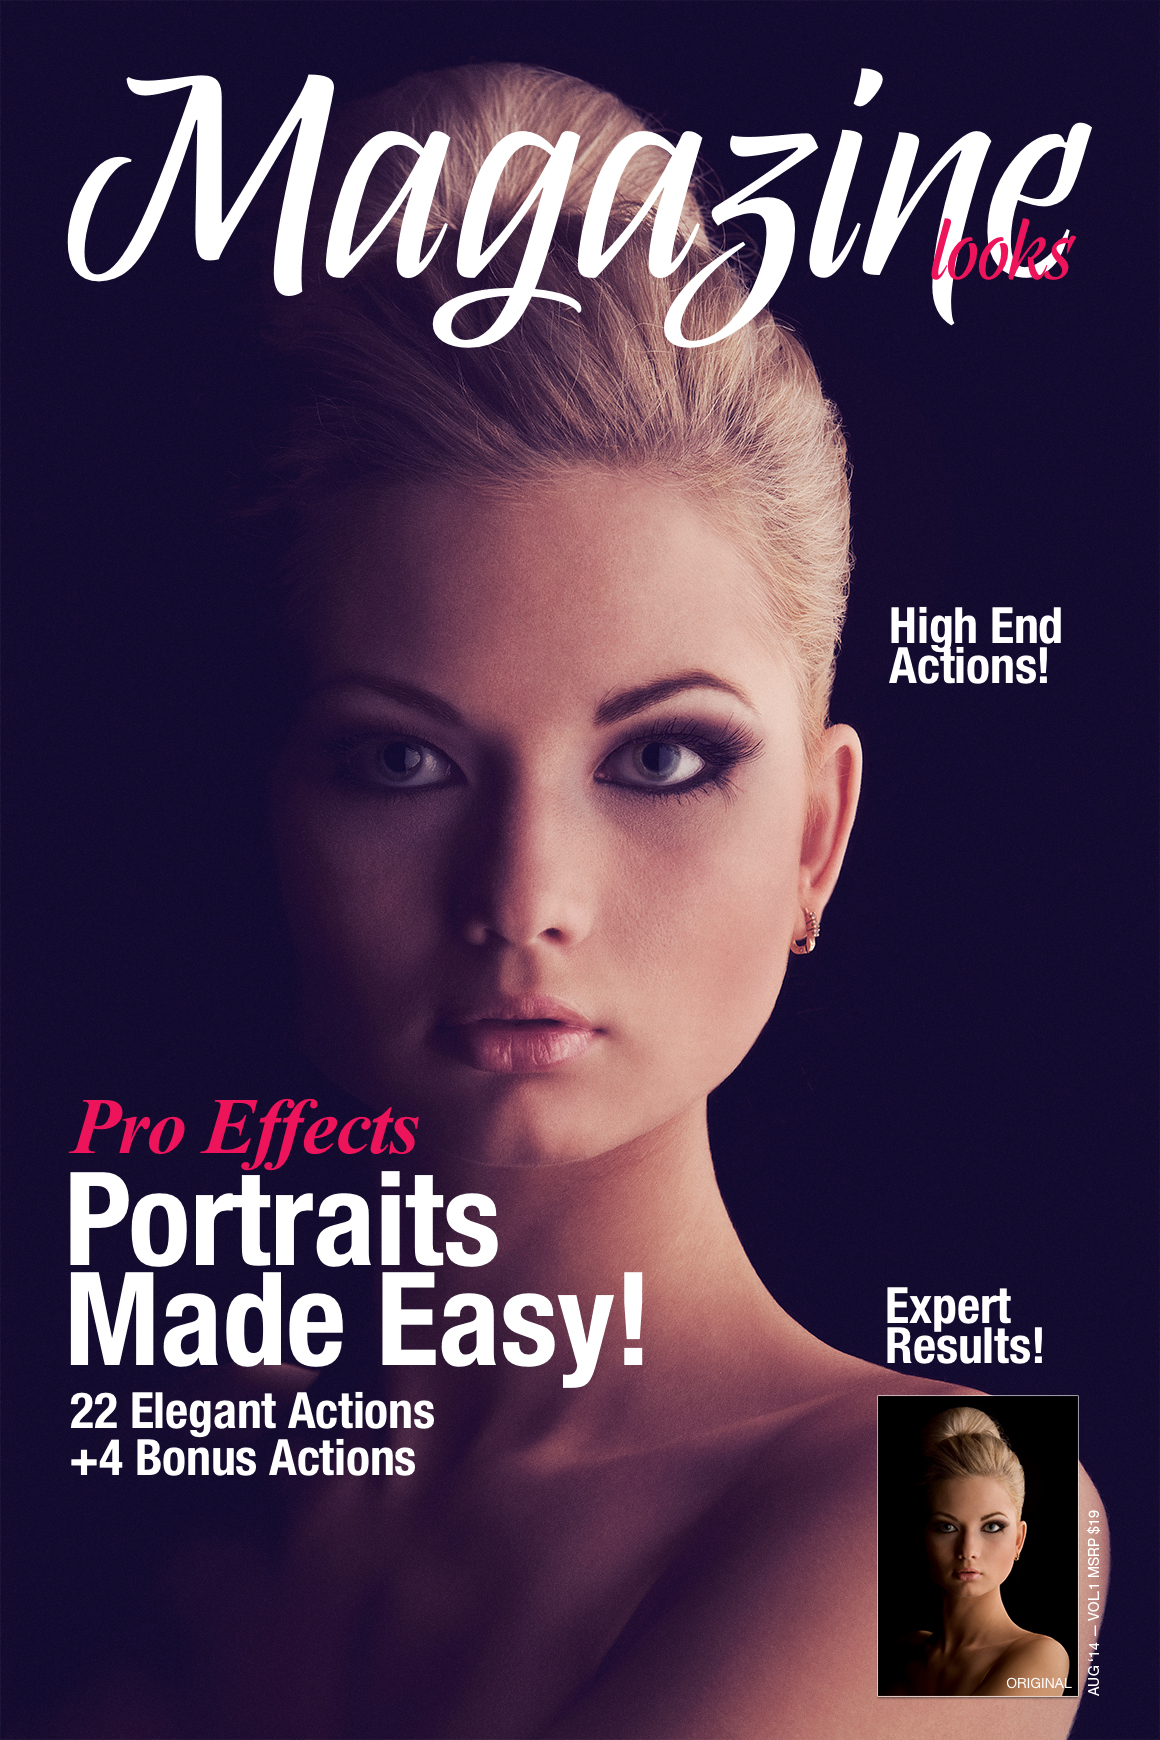 Magazine
looks
High End
Actions!
Pro Effects
Portraits
Made Easy!
22 Elegant Actions
+4 Bonus Actions
Expert
Results!
ORIGINAL
AUG '14 – VOL1 MSRP $19